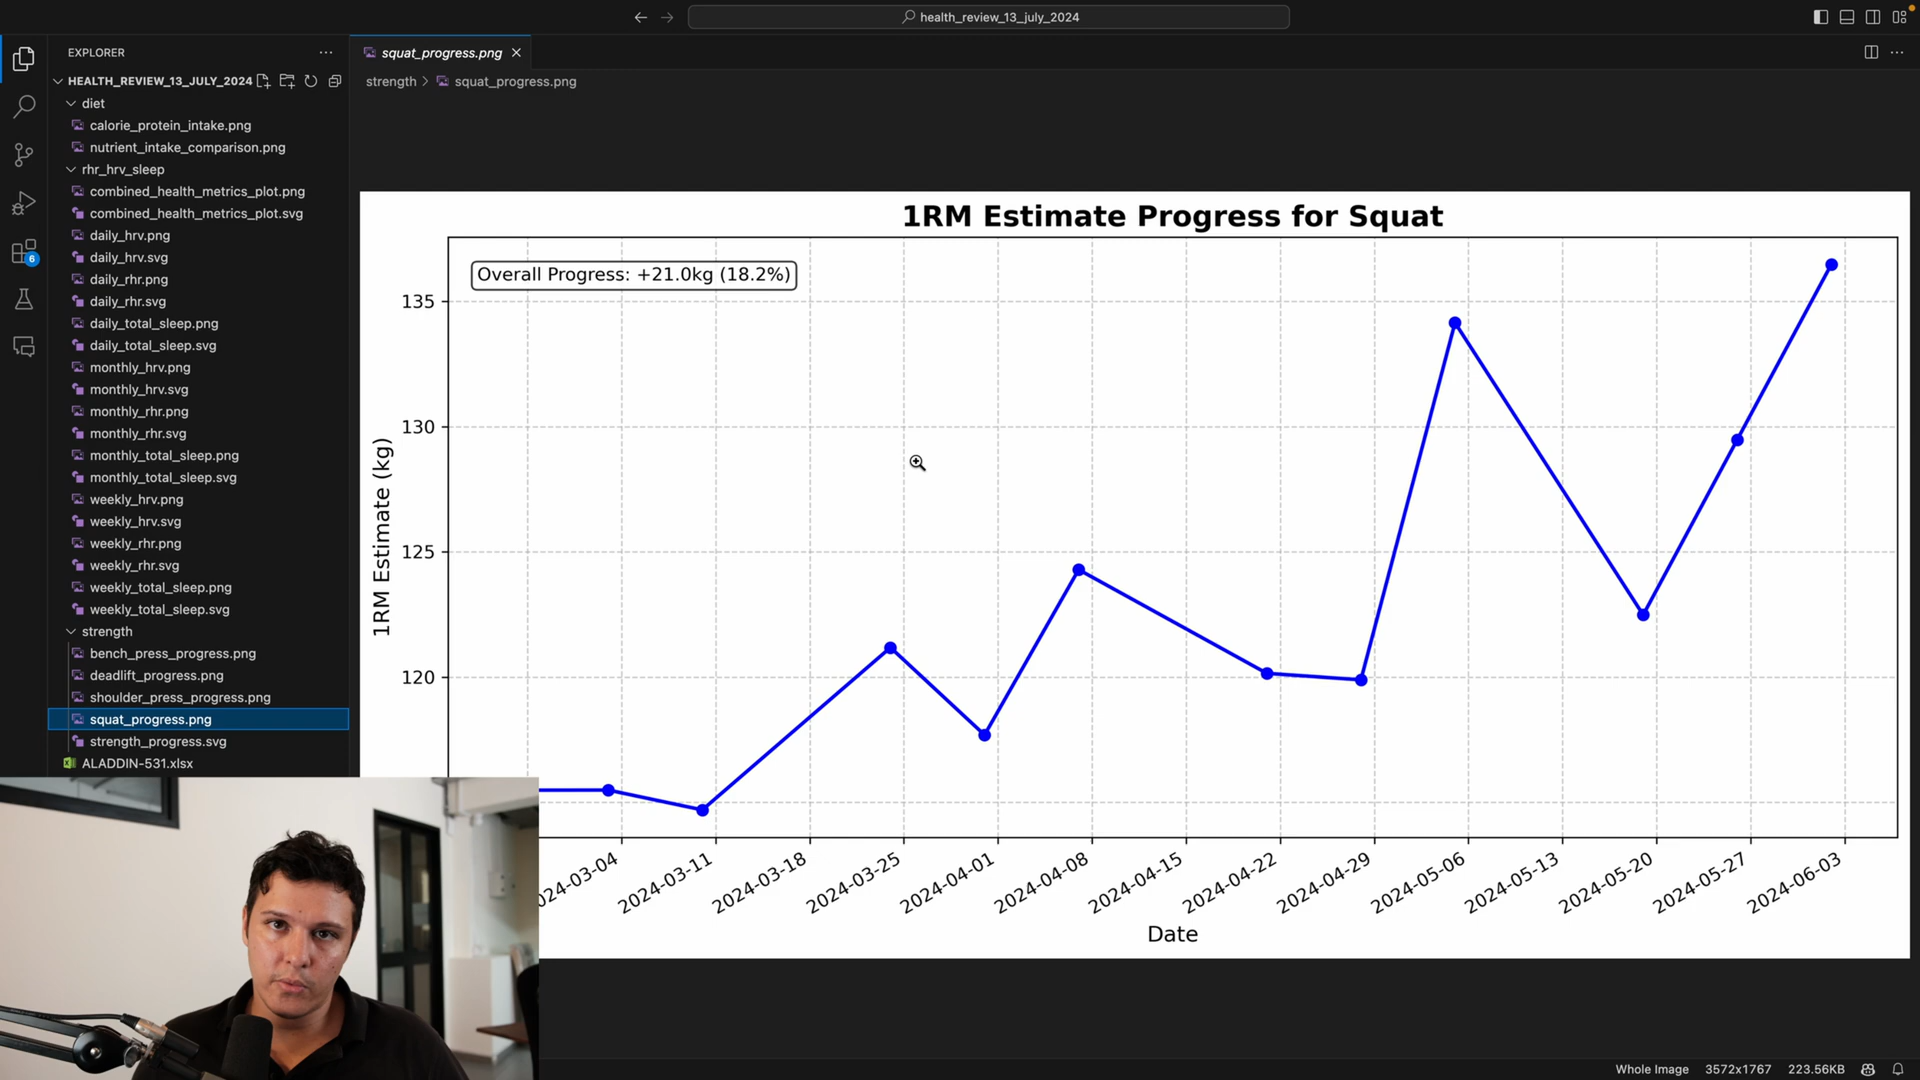 health_review_13_july_2024
EXPLORER
HEALTH_REVIEW_13_JULY_2024
diet
calorie_protein_intake.png
nutrient_intake_comparison.png
rhr_hrv_sleep
combined_health_metrics_plot.png
combined_health_metrics_plot.svg
daily_hrv.png
daily_hrv.svg
daily_rhr.png
daily_rhr.svg
daily_total_sleep.png
daily_total_sleep.svg
monthly_hrv.png
monthly_hrv.svg
monthly_rhr.png
monthly_rhr.svg
monthly_total_sleep.png
monthly_total_sleep.svg
weekly_hrv.png
weekly_hrv.svg
weekly_rhr.png
weekly_rhr.svg
weekly_total_sleep.png
weekly_total_sleep.svg
strength
bench_press_progress.png
deadlift_progress.png
shoulder_press_progress.png
squat_progress.png
strength_progress.svg
ALADDIN-531.xlsx
6
squat_progress.png
strength > squat_progress.png
1RM Estimate Progress for Squat
Overall Progress: +21.0kg (18.2%)
135
130
125
120
1RM Estimate (kg)
024-03-04
2024-03-11
2024-03-18
2024-03-25
2024-04-01
2024-04-08
2024-04-15
2024-04-22
2024-04-29
2024-05-06
2024-05-13
2024-05-20
2024-05-27
2024-06-03
Date
Whole Image 3572x1767 223.56KB